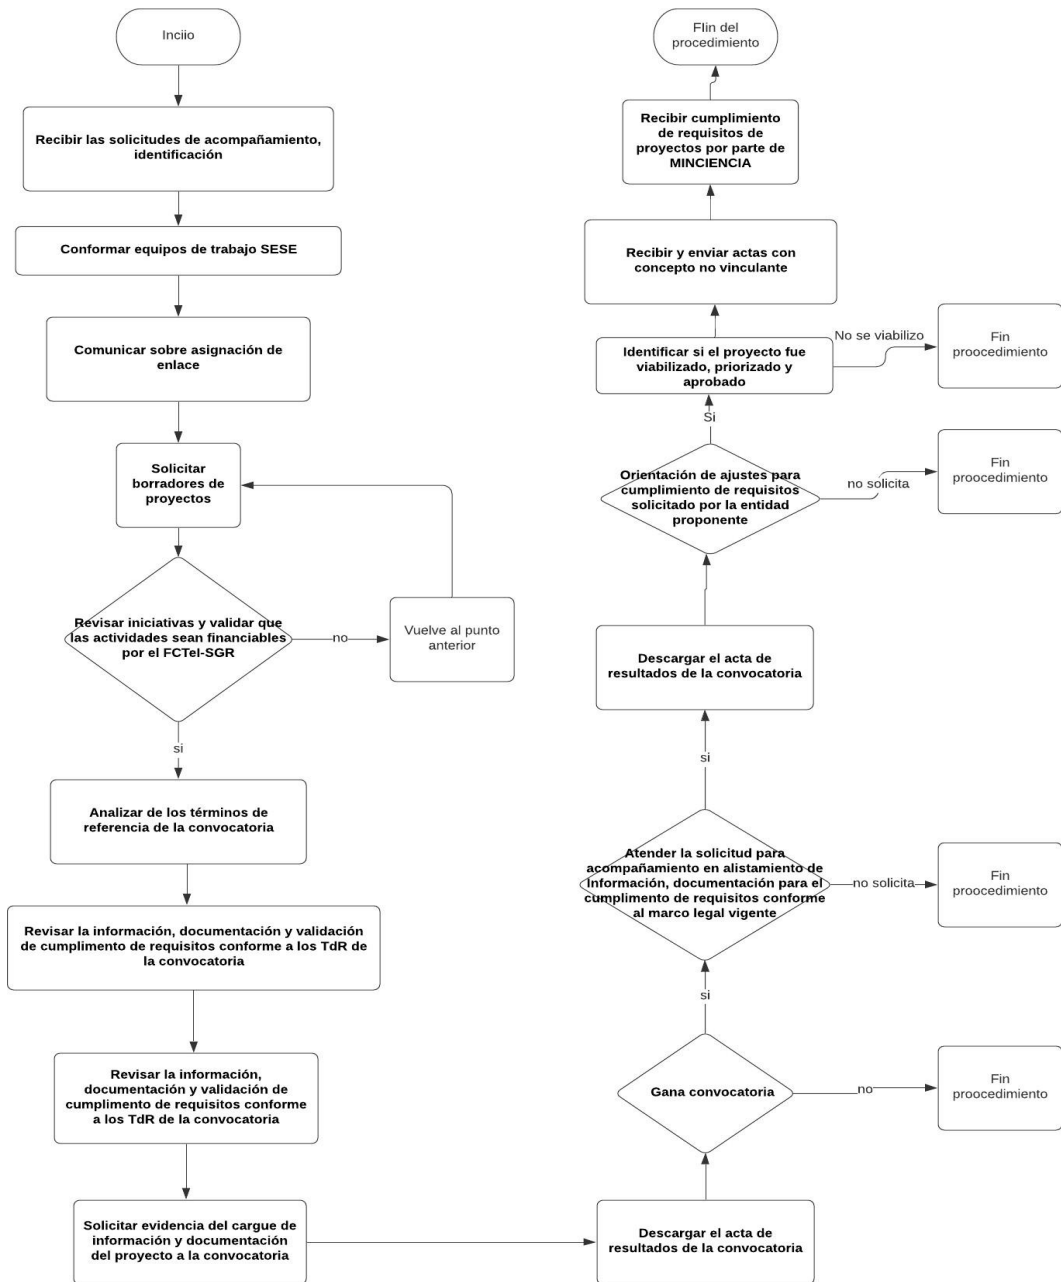 Inciio
Recibir las solicitudes de acompañamiento,
identificación
Conformar equipos de trabajo SESE
Comunicar sobre asignación de
enlace
Solicitar
borradores de
proyectos
Revisar iniciativas y validar que
las actividades sean financiables
por el FCTeI-SGR
no
Vuelve al punto
anterior
si
Analizar de los términos de
referencia de la convocatoria
Revisar la información, documentación y validación
de cumplimento de requisitos conforme a los TdR de
la convocatoria
Revisar la información,
documentación y validación de
cumplimento de requisitos conforme
a los TdR de la convocatoria
Solicitar evidencia del cargue de
información y documentación
del proyecto a la convocatoria
Descargar el acta de
resultados de la convocatoria
Gana convocatoria
no
Fin
proocedimiento
si
Atender la solicitud para
acompañamiento en alistamiento de
información, documentación para el
cumplimento de requisitos conforme
al marco legal vigente
no solicita
Fin
proocedimiento
si
Descargar el acta de
resultados de la convocatoria
Orientación de ajustes para
cumplimiento de requisitos
solicitado por la entidad
proponente
no solicita
Fin
proocedimiento
Si
Identificar si el proyecto fue
viabilizado, priorizado y
aprobado
No se viabilizo
Fin
proocedimiento
Recibir y enviar actas con
concepto no vinculante
Recibir cumplimiento
de requisitos de
proyectos por parte de
MINCIENCIA
FIin del
procedimiento